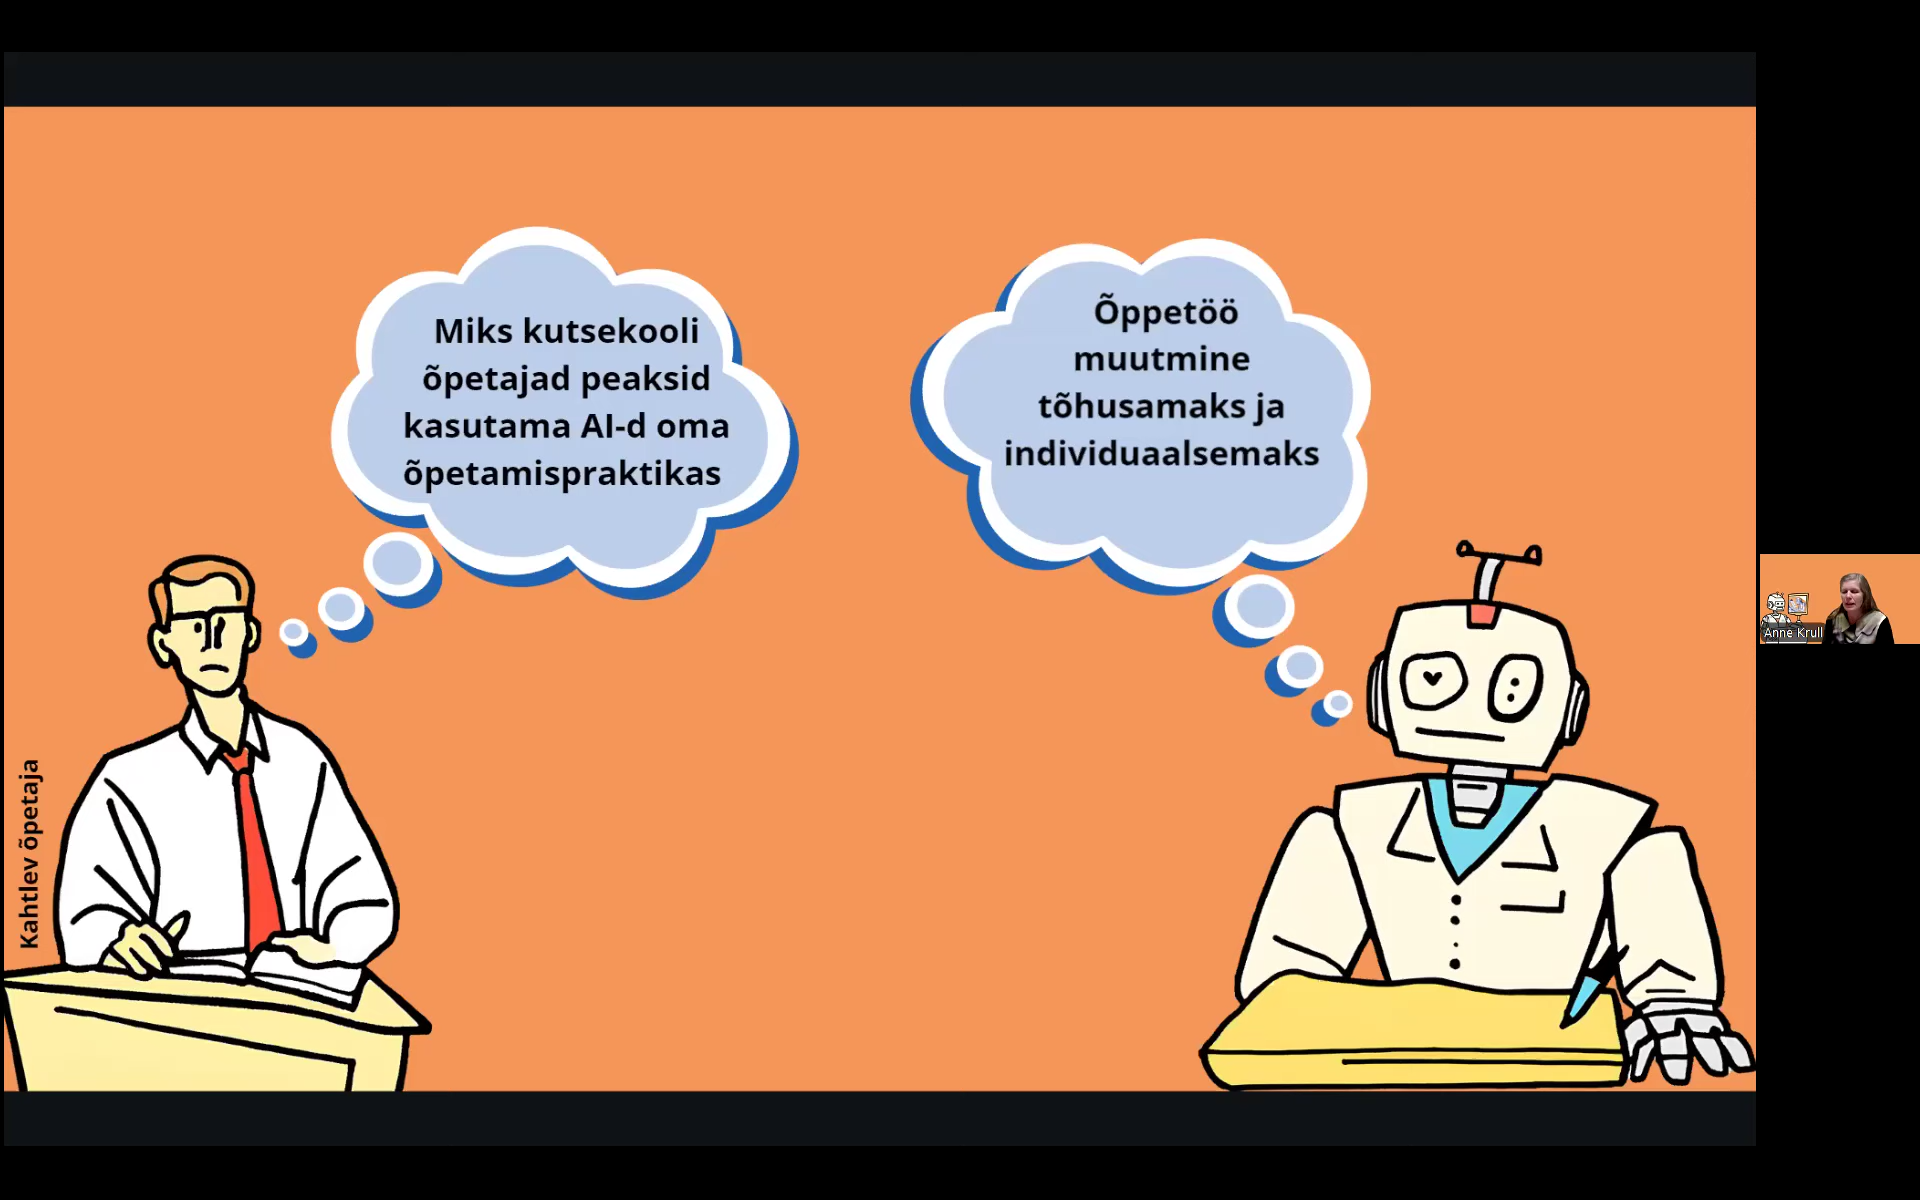 Miks kutsekooli
õpetajad peaksid
kasutama AI-d oma
õpetamispraktikas
Õppetöö
muutmine
tõhusamaks ja
individuaalsemaks
Kahtlev õpetaja
Anne Krull